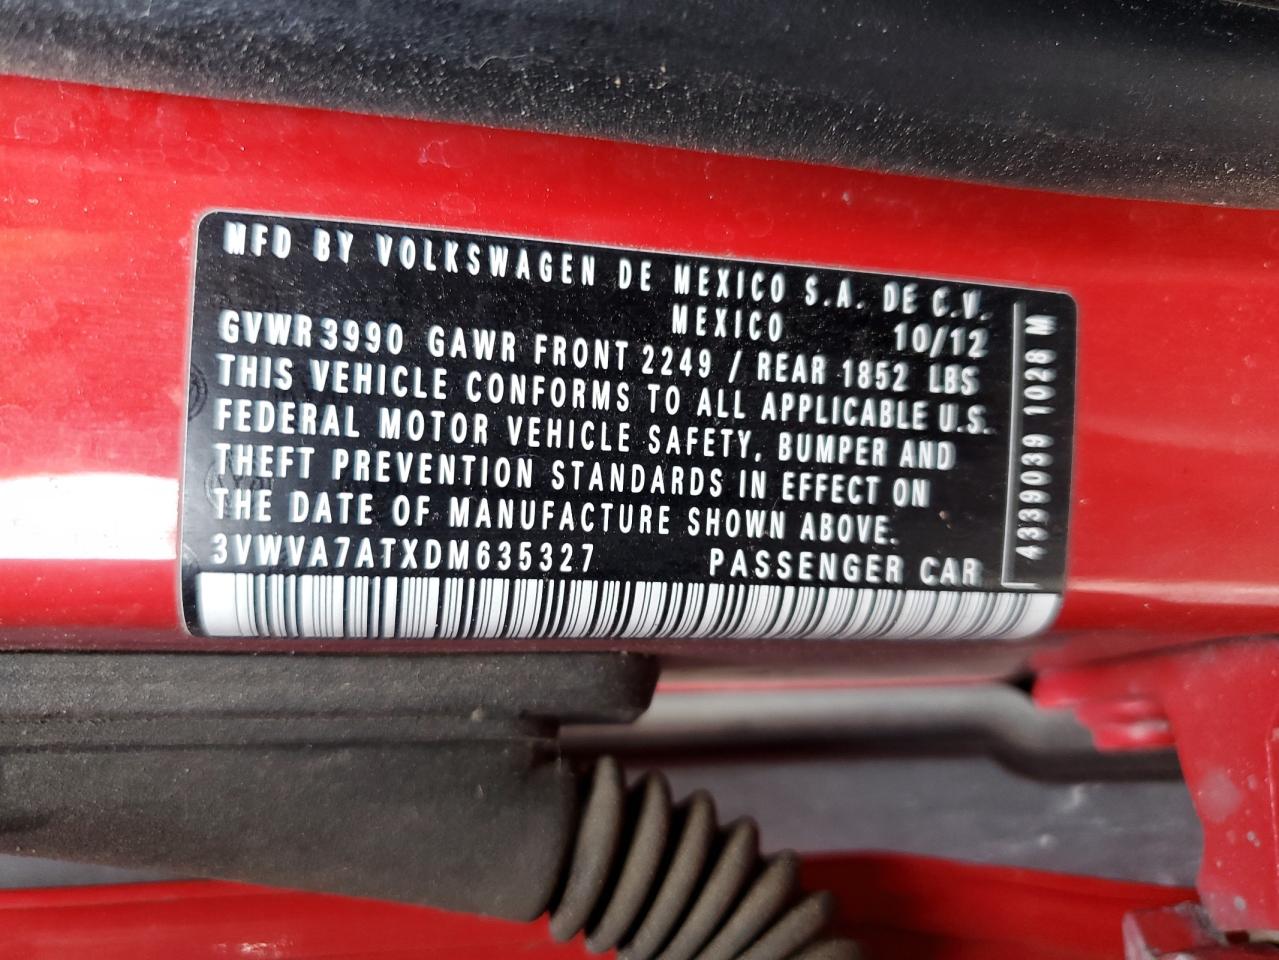 MFD BY VOLKSWAGEN DE MEXICO S.A. DE C.V.
MEXICO 10/12
GVWR 3990 GAWR FRONT 2249 / REAR 1852 LBS
THIS VEHICLE CONFORMS TO ALL APPLICABLE U.S.
FEDERAL MOTOR VEHICLE SAFETY, BUMPER AND
THEFT PREVENTION STANDARDS IN EFFECT ON
THE DATE OF MANUFACTURE SHOWN ABOVE.
3VWVA7ATXDM635327 PASSENGER CAR
4339039 1028 M